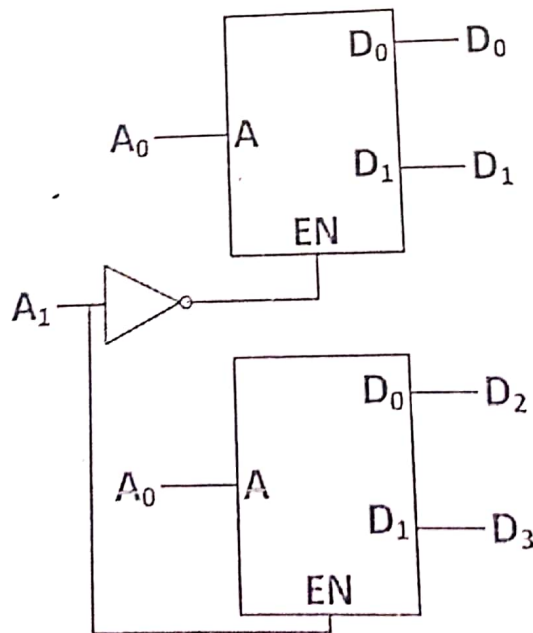 D₀ D₀
A₀ A
D₁ D₁
EN
A₁
D₀ D₂
A₀ A
D₁ D₃
EN